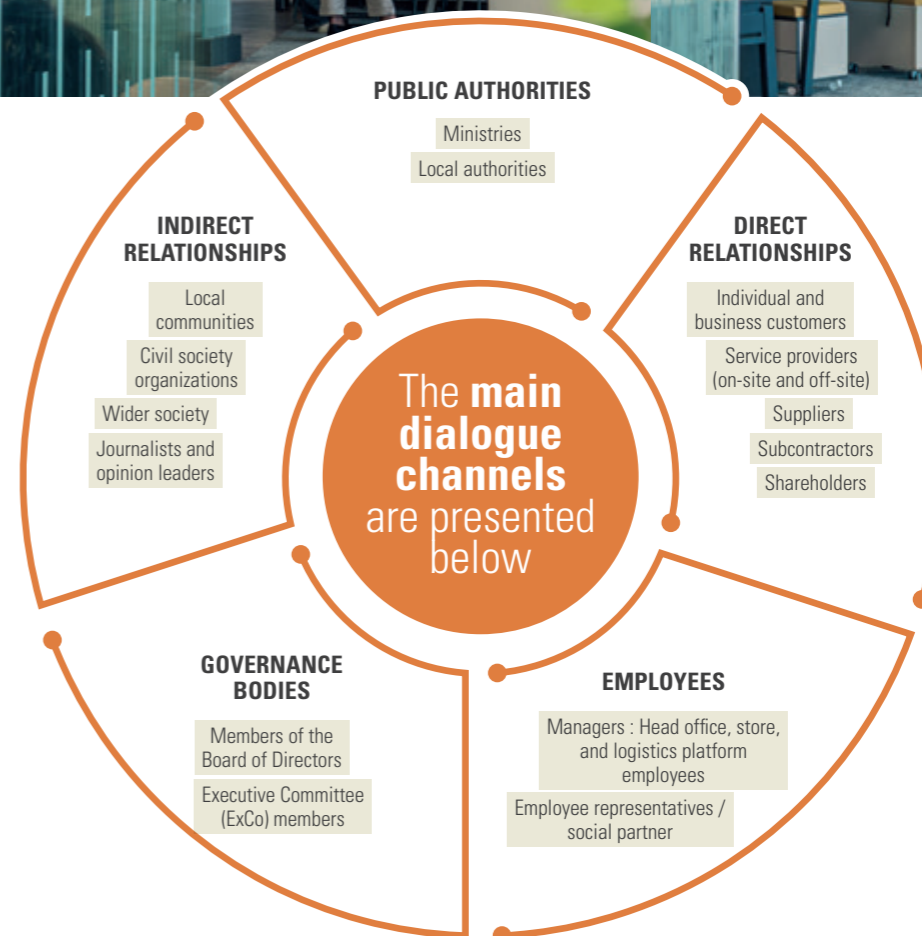 PUBLIC AUTHORITIES
Ministries
Local authorities
INDIRECT
RELATIONSHIPS
Local
communities
Civil society
organizations
Wider society
Journalists and
opinion leaders
DIRECT
RELATIONSHIPS
Individual and
business customers
Service providers
(on-site and off-site)
Suppliers
Subcontractors
Shareholders
The main
dialogue
channels
are presented
below
GOVERNANCE
BODIES
Members of the
Board of Directors
Executive Committee
(ExCo) members
EMPLOYEES
Managers : Head office, store,
and logistics platform
employees
Employee representatives /
social partner